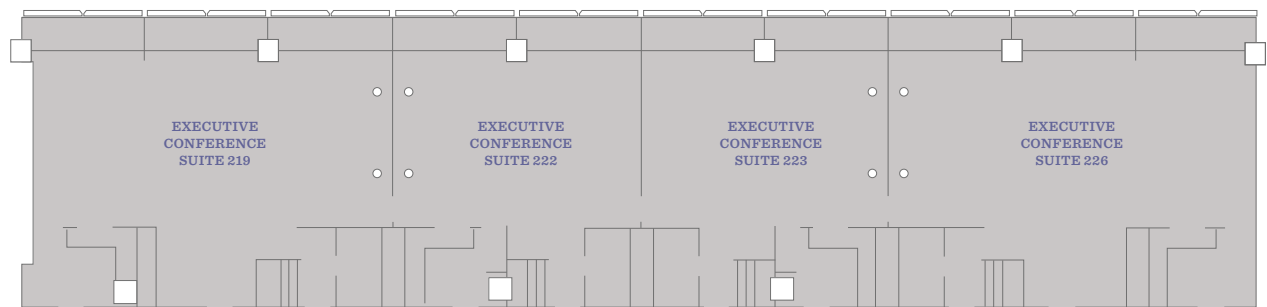 EXECUTIVE
CONFERENCE
SUITE 219
EXECUTIVE
CONFERENCE
SUITE 222
EXECUTIVE
CONFERENCE
SUITE 223
EXECUTIVE
CONFERENCE
SUITE 226